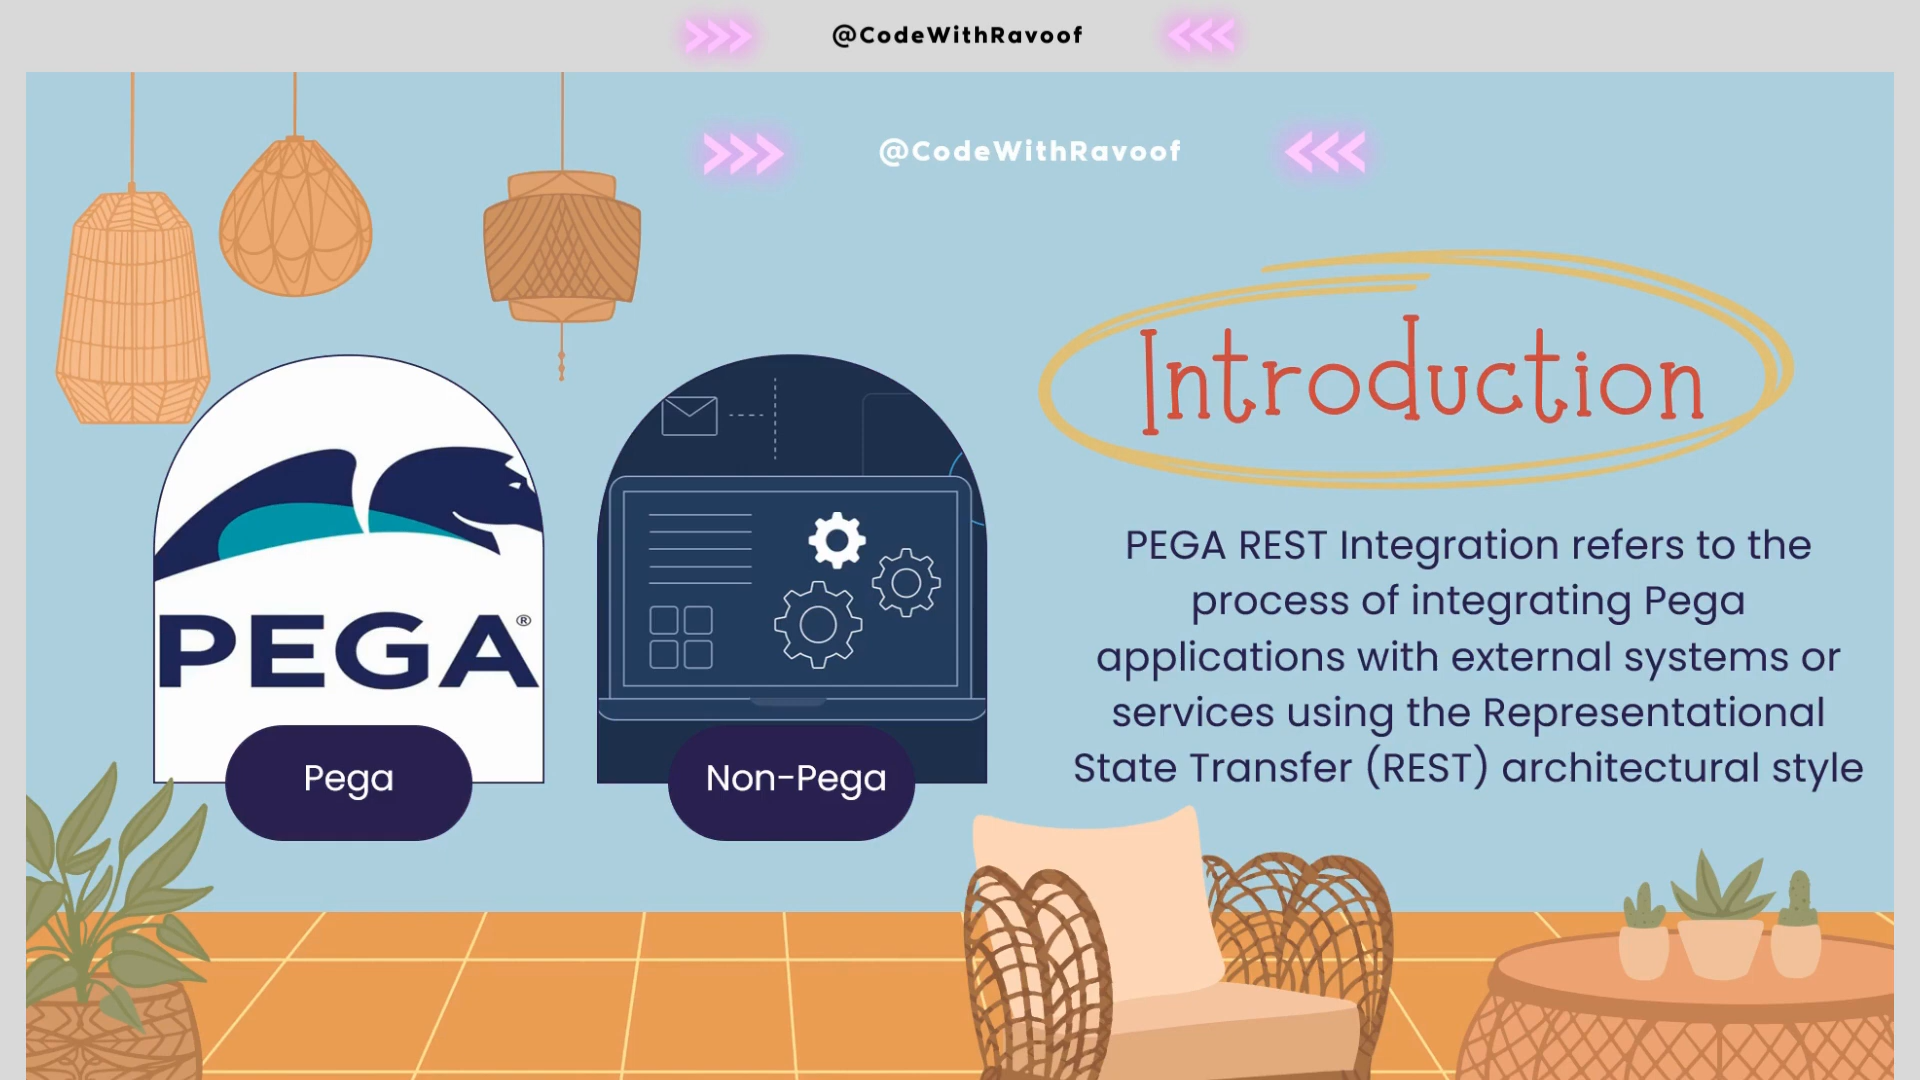 @CodeWithRavoof
@CodeWithRavoof
Introduction
PEGA®
Pega
Non-Pega
PEGA REST Integration refers to the
process of integrating Pega
applications with external systems or
services using the Representational
State Transfer (REST) architectural style